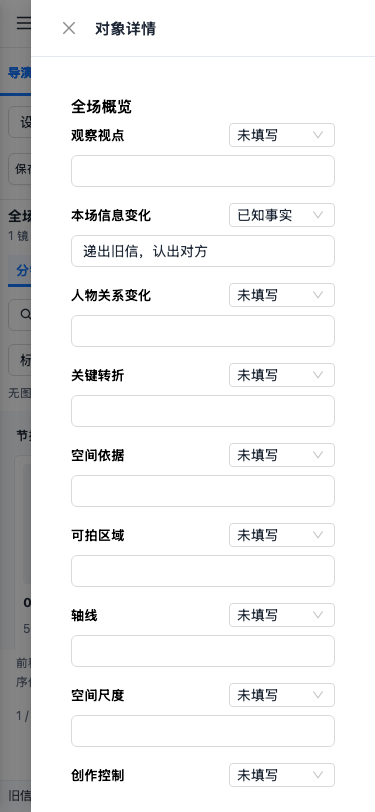 对象详情
导演
设
保存
全场
1 镜
分镜
标
无图
节拍
0
5
前
序
1 /
旧信
全场概览
观察视点 未填写
本场信息变化 已知事实
递出旧信，认出对方
人物关系变化 未填写
关键转折 未填写
空间依据 未填写
可拍区域 未填写
轴线 未填写
空间尺度 未填写
创作控制 未填写